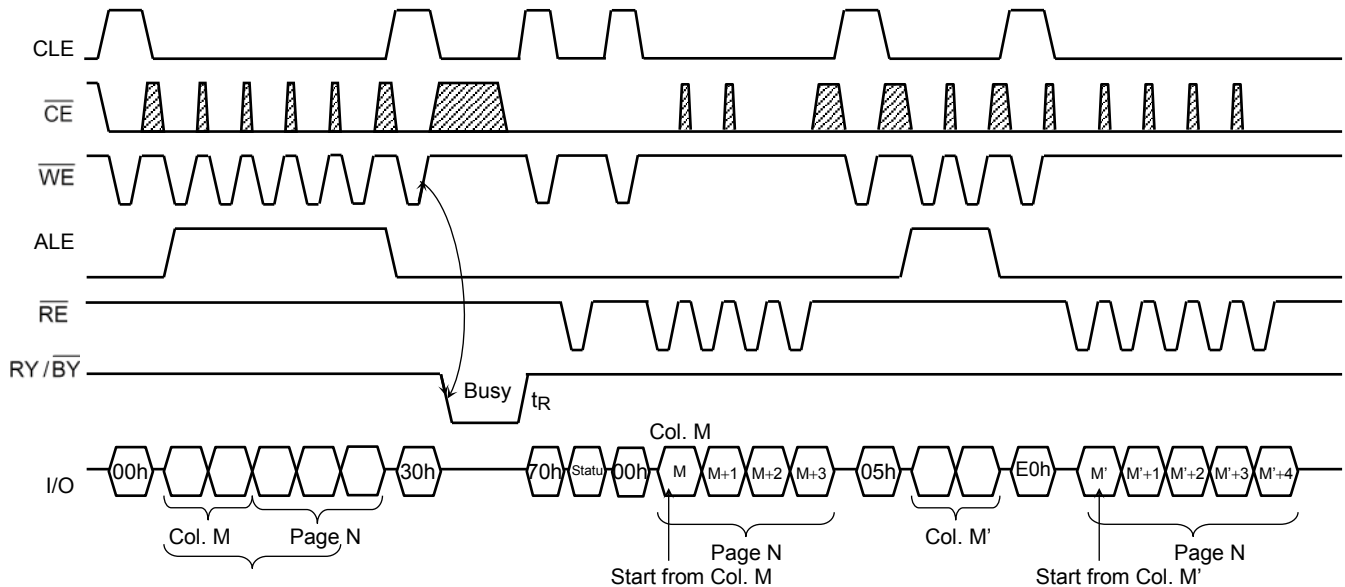 CLE
CE
WE
ALE
RE
RY/BY
Busy
tR
Col. M
I/O
00h
30h
70h
Statu
00h
M
M+1
M+2
M+3
05h
E0h
M'
M'+1
M'+2
M'+3
M'+4
Col. M
Page N
Page N
Col. M'
Page N
Start from Col. M
Start from Col. M'